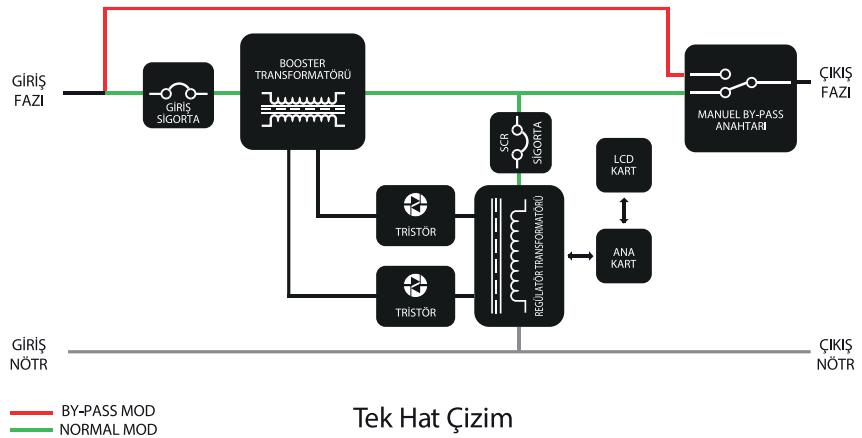 GİRİŞ
FAZI
GİRİŞ
SİGORTA
BOOSTER
TRANSFORMATÖRÜ
SCR
SİGORTA
MANUEL BY-PASS
ANAHTARI
ÇIKIŞ
FAZI
LCD
KART
TRİSTÖR
REGÜLATÖR TRANSFORMATÖRÜ
ANA
KART
TRİSTÖR
GİRİŞ
NÖTR
ÇIKIŞ
NÖTR
BY-PASS MOD
NORMAL MOD
Tek Hat Çizim